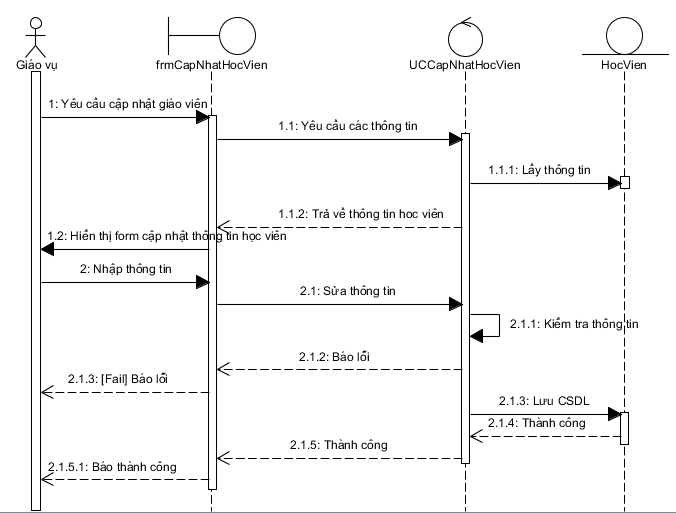 Giáo vụ
frmCapNhatHocVien
UCCapNhatHocVien
HocVien
1: Yêu cầu cập nhật giáo viên
1.1: Yêu cầu các thông tin
1.1.1: Lấy thông tin
1.1.2: Trả về thông tin hoc viên
1.2: Hiển thị form cập nhật thông tin học viên
2: Nhập thông tin
2.1: Sửa thông tin
2.1.1: Kiểm tra thông tin
2.1.2: Báo lỗi
2.1.3: [Fail] Báo lỗi
2.1.3: Lưu CSDL
2.1.4: Thành công
2.1.5: Thành công
2.1.5.1: Báo thành công